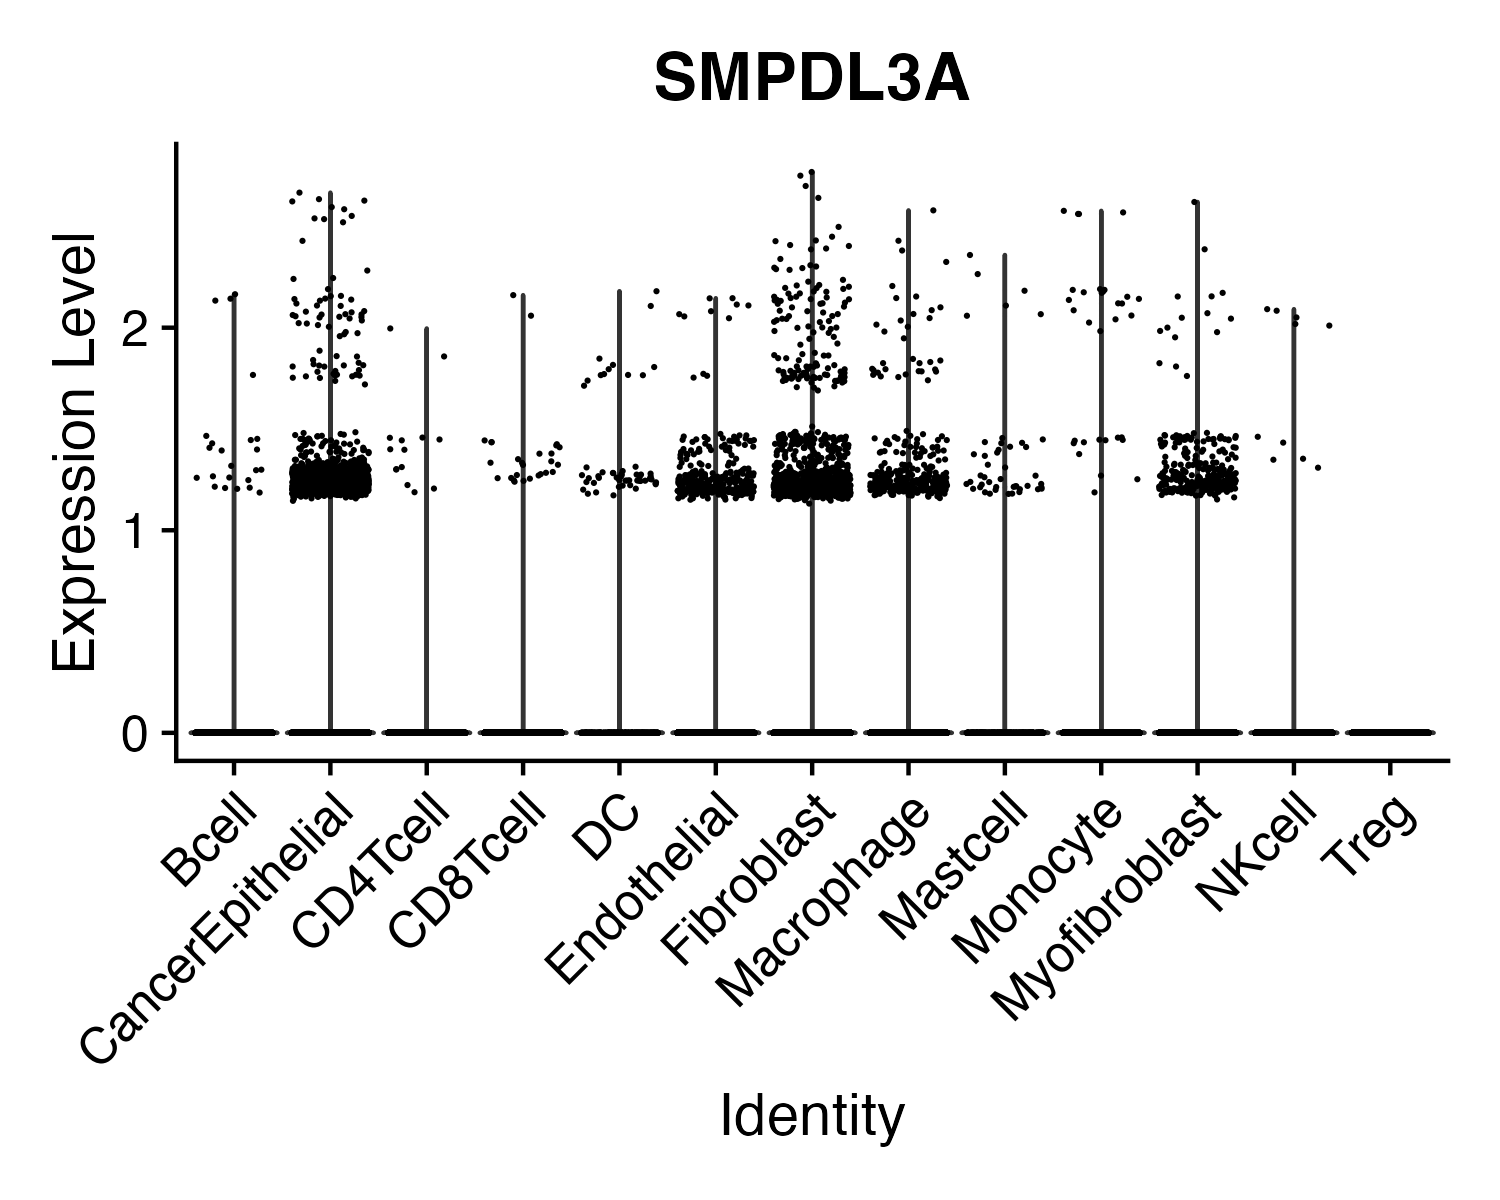 SMPDL3A
Expression Level
2
1
0
Bcell
CancerEpithelial
CD4Tcell
CD8Tcell
DC
Endothelial
Fibroblast
Macrophage
Mastcell
Monocyte
Myofibroblast
NKcell
Treg
Identity